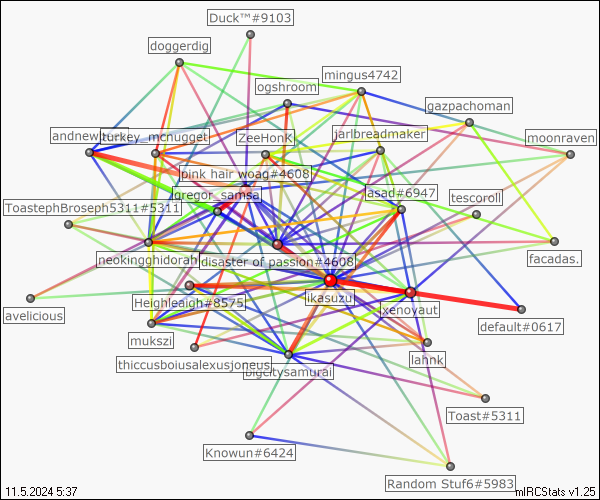 Duck™#9103
doggerdig
mingus4742
ogshroom
gazpachoman
andnew
turkey_mcnugget
ZeeHonK
jarlbreadmaker
moonraven
pink hair woag#4608
gregor_samsa
asad#6947
tescoroll
ToastephBroseph5311#5311
neokingghidorah
disaster of passion#4608
facadas.
Heighleaigh#8575
ikasuzu
xenovaut
avelicious
default#0617
mukszi
thiccusboiusalexusjoneus
lahnk
bigcitysamurai
Toast#5311
Knowun#6424
Random Stuf6#5983
11.5.2024 5:37
mIRCStats v1.25